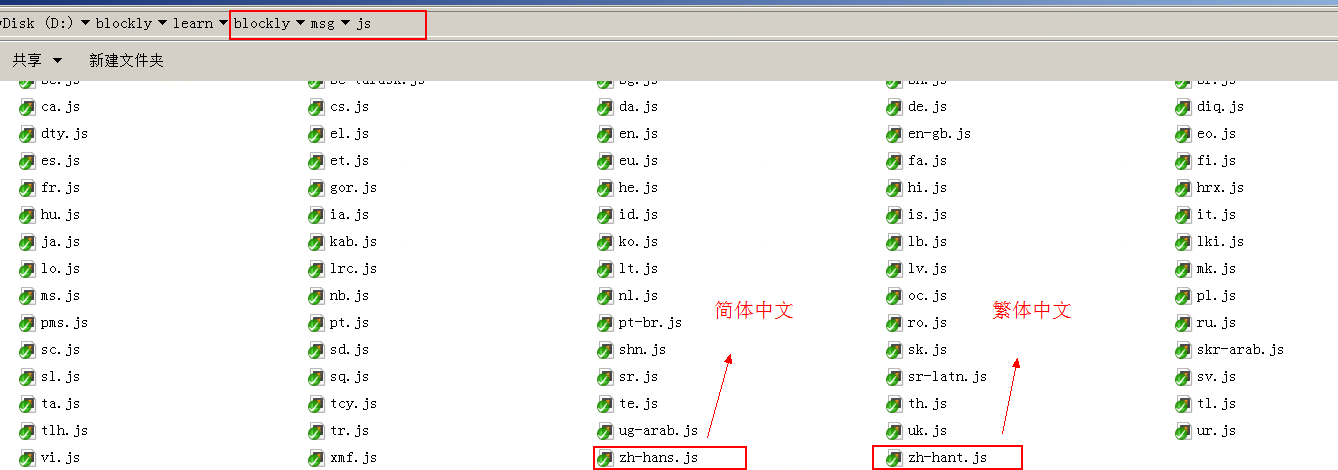 Disk (D:) ▼ blockly ▼ learn ▼ blockly ▼ msg ▼ js
共享 ▼ 新建文件夹
ca.js cs.js da.js de.js diq.js
dty.js el.js en.js en-gb.js eo.js
es.js et.js eu.js fa.js fi.js
fr.js gor.js he.js hi.js hrx.js
hu.js ia.js id.js is.js it.js
ja.js kab.js ko.js lb.js lki.js
lo.js lrc.js lt.js lv.js mk.js
ms.js nb.js nl.js oc.js pl.js
简体中文 繁体中文
pms.js pt.js pt-br.js ro.js ru.js
sc.js sd.js shn.js sk.js skr-arab.js
sl.js sq.js sr.js sr-latn.js sv.js
ta.js tcy.js te.js th.js tl.js
tlh.js tr.js ug-arab.js uk.js ur.js
vi.js xmf.js zh-hans.js zh-hant.js